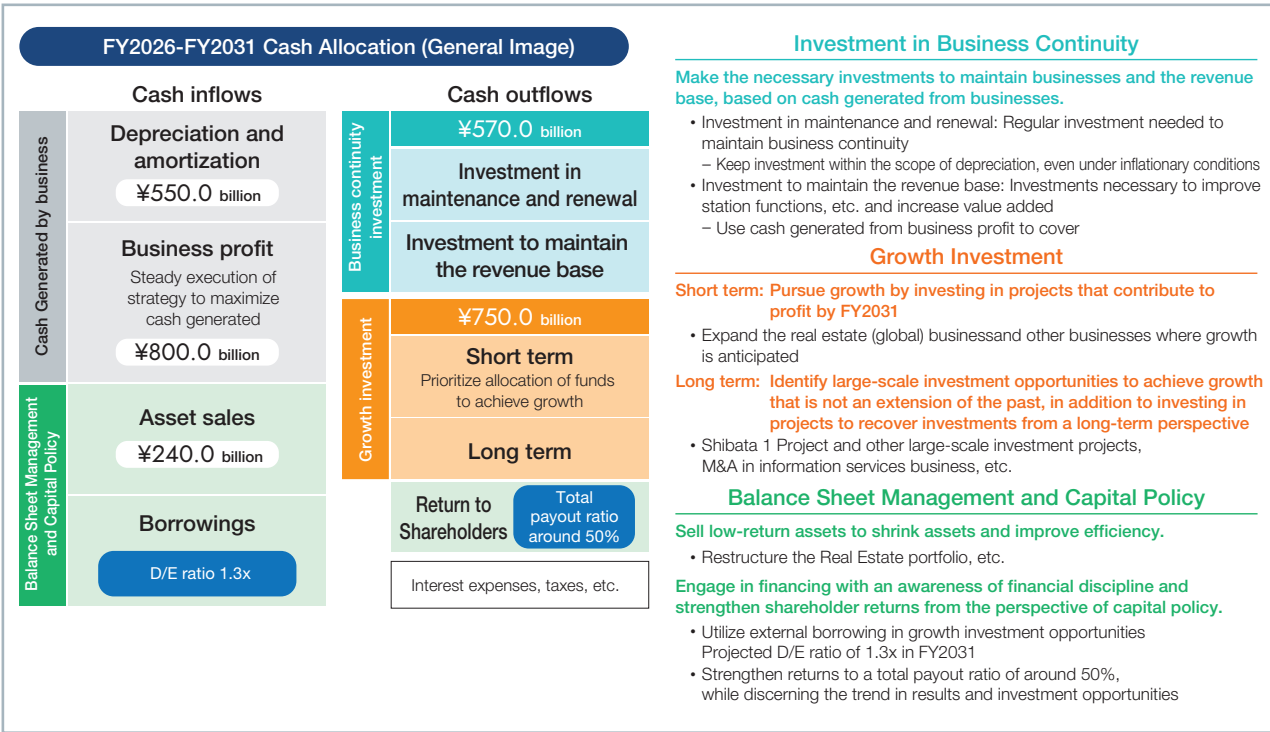 FY2026-FY2031 Cash Allocation (General Image)
Cash inflows
Cash Generated by business
Depreciation and
amortization
¥550.0 billion
Business profit
Steady execution of
strategy to maximize
cash generated
¥800.0 billion
Balance Sheet Management
and Capital Policy
Asset sales
¥240.0 billion
Borrowings
D/E ratio 1.3x
Cash outflows
Business continuity
investment
¥570.0 billion
Investment in
maintenance and renewal
Investment to maintain
the revenue base
Growth investment
¥750.0 billion
Short term
Prioritize allocation of funds
to achieve growth
Long term
Return to
Shareholders
Total
payout ratio
around 50%
Interest expenses, taxes, etc.
Investment in Business Continuity
Make the necessary investments to maintain businesses and the revenue
base, based on cash generated from businesses.
• Investment in maintenance and renewal: Regular investment needed to
maintain business continuity
– Keep investment within the scope of depreciation, even under inflationary conditions
• Investment to maintain the revenue base: Investments necessary to improve
station functions, etc. and increase value added
– Use cash generated from business profit to cover
Growth Investment
Short term: Pursue growth by investing in projects that contribute to
profit by FY2031
• Expand the real estate (global) businessand other businesses where growth
is anticipated
Long term: Identify large-scale investment opportunities to achieve growth
that is not an extension of the past, in addition to investing in
projects to recover investments from a long-term perspective
• Shibata 1 Project and other large-scale investment projects,
M&A in information services business, etc.
Balance Sheet Management and Capital Policy
Sell low-return assets to shrink assets and improve efficiency.
• Restructure the Real Estate portfolio, etc.
Engage in financing with an awareness of financial discipline and
strengthen shareholder returns from the perspective of capital policy.
• Utilize external borrowing in growth investment opportunities
Projected D/E ratio of 1.3x in FY2031
• Strengthen returns to a total payout ratio of around 50%,
while discerning the trend in results and investment opportunities